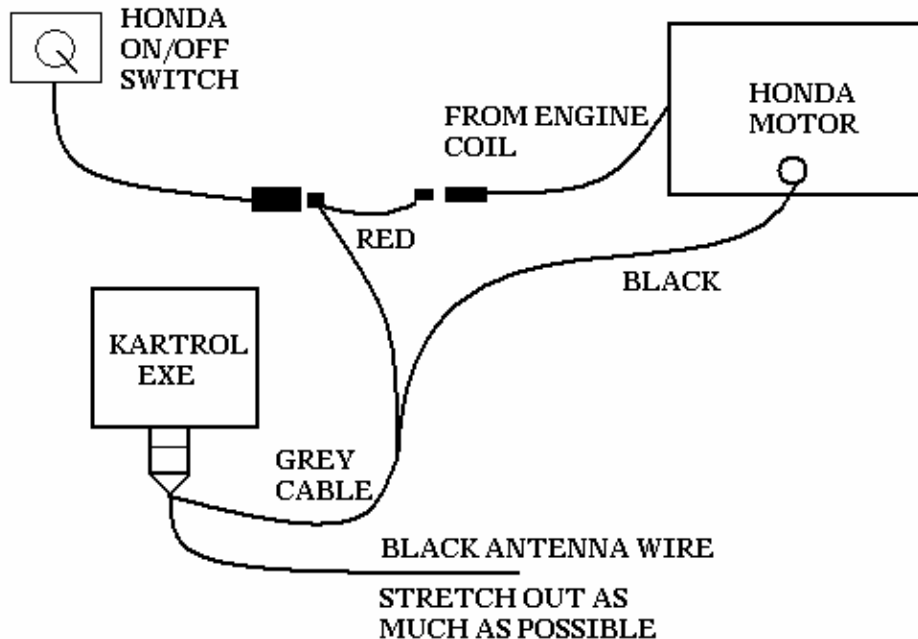 HONDA
ON/OFF
SWITCH
FROM ENGINE
COIL
HONDA
MOTOR
RED
BLACK
KARTROL
EXE
GREY
CABLE
BLACK ANTENNA WIRE
STRETCH OUT AS
MUCH AS POSSIBLE